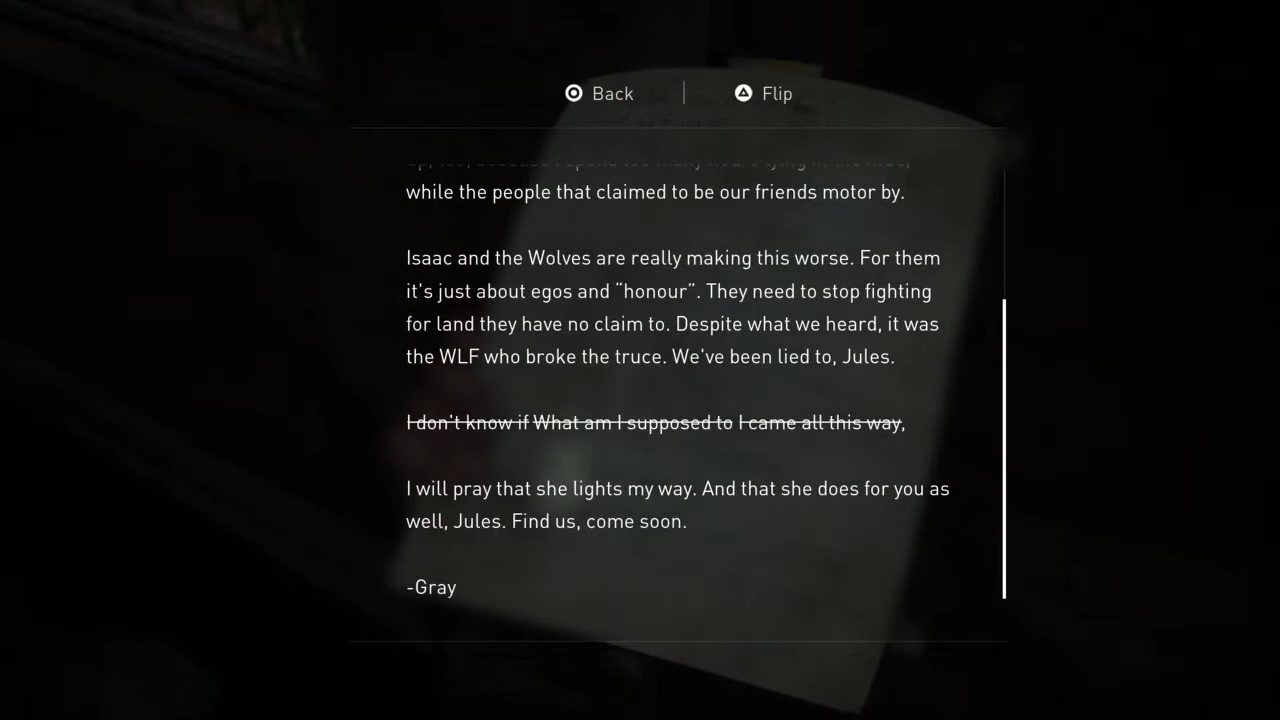 Back
Flip
while the people that claimed to be our friends motor by.
Isaac and the Wolves are really making this worse. For them
it's just about egos and “honour”. They need to stop fighting
for land they have no claim to. Despite what we heard, it was
the WLF who broke the truce. We've been lied to, Jules.
I don't know if What am I supposed to I came all this way,
I will pray that she lights my way. And that she does for you as
well, Jules. Find us, come soon.
-Gray